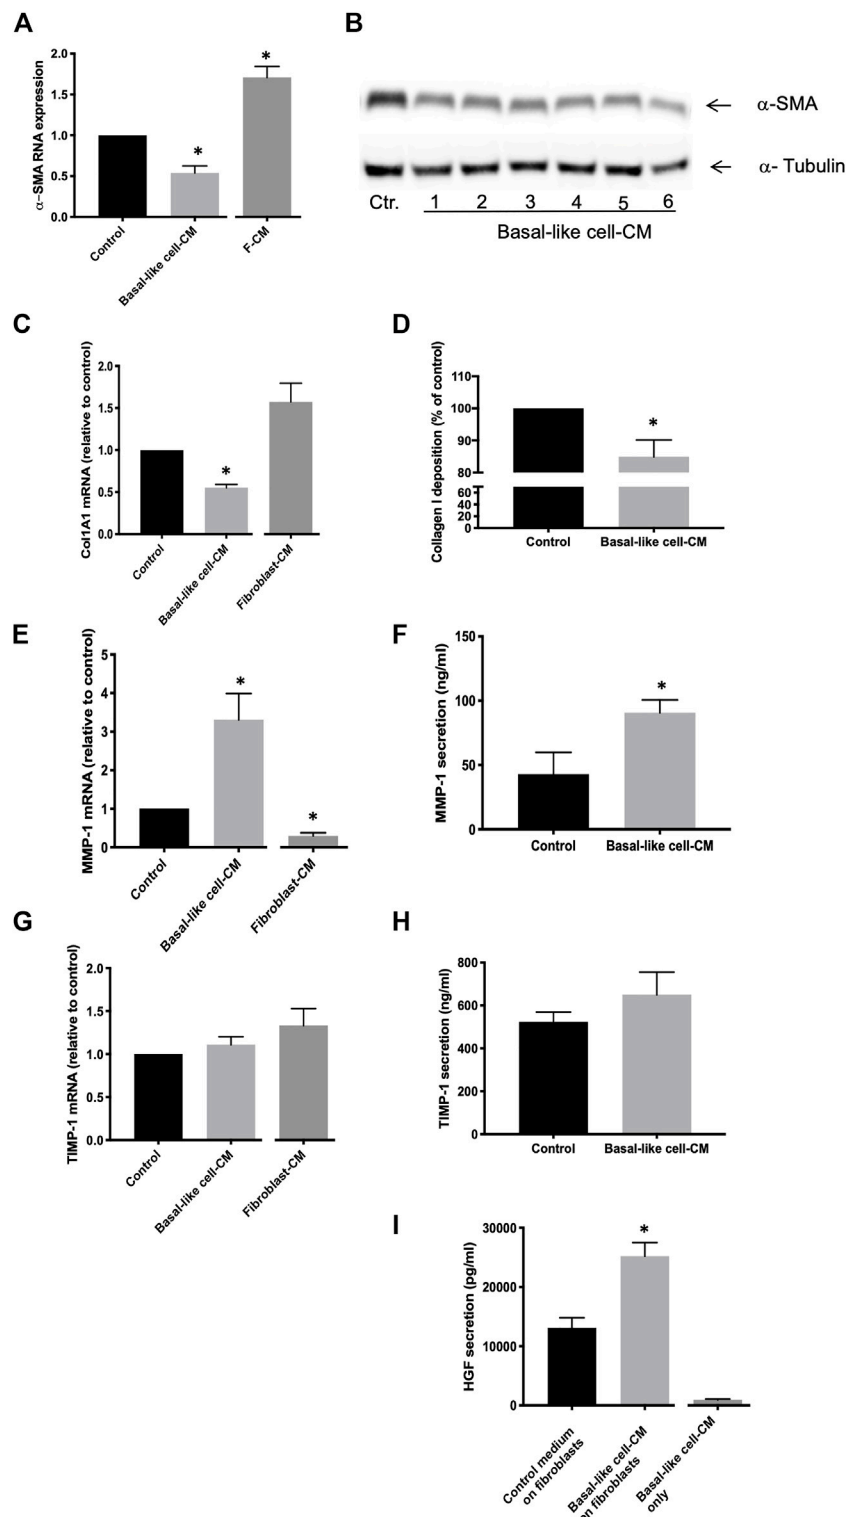 A
α-SMA RNA expression
2.0
1.5
1.0
0.5
0.0
*
*
Control
Basal-like cell-CM
F-CM
B
α-SMA
α- Tubulin
Ctr. 1 2 3 4 5 6
Basal-like cell-CM
C
Col1A1 mRNA (relative to control)
2.0
1.5
1.0
0.5
0.0
*
Control
Basal-like cell-CM
Fibroblast-CM
D
Collagen I deposition (% of control)
110
100
90
80
60
40
20
0
*
Control Basal-like cell-CM
E
MMP-1 mRNA (relative to control)
5
4
3
2
1
0
*
*
Control
Basal-like cell-CM
Fibroblast-CM
F
MMP-1 secretion (ng/ml)
150
100
50
0
*
Control Basal-like cell-CM
G
TIMP-1 mRNA (relative to control)
2.0
1.5
1.0
0.5
0.0
Control
Basal-like cell-CM
Fibroblast-CM
H
TIMP-1 secretion (ng/ml)
800
600
400
200
0
Control Basal-like cell-CM
I
HGF secretion (pg/ml)
30000
20000
10000
0
*
Control medium
on fibroblasts
Basal-like cell-CM
on fibroblasts
Basal-like cell-CM
only